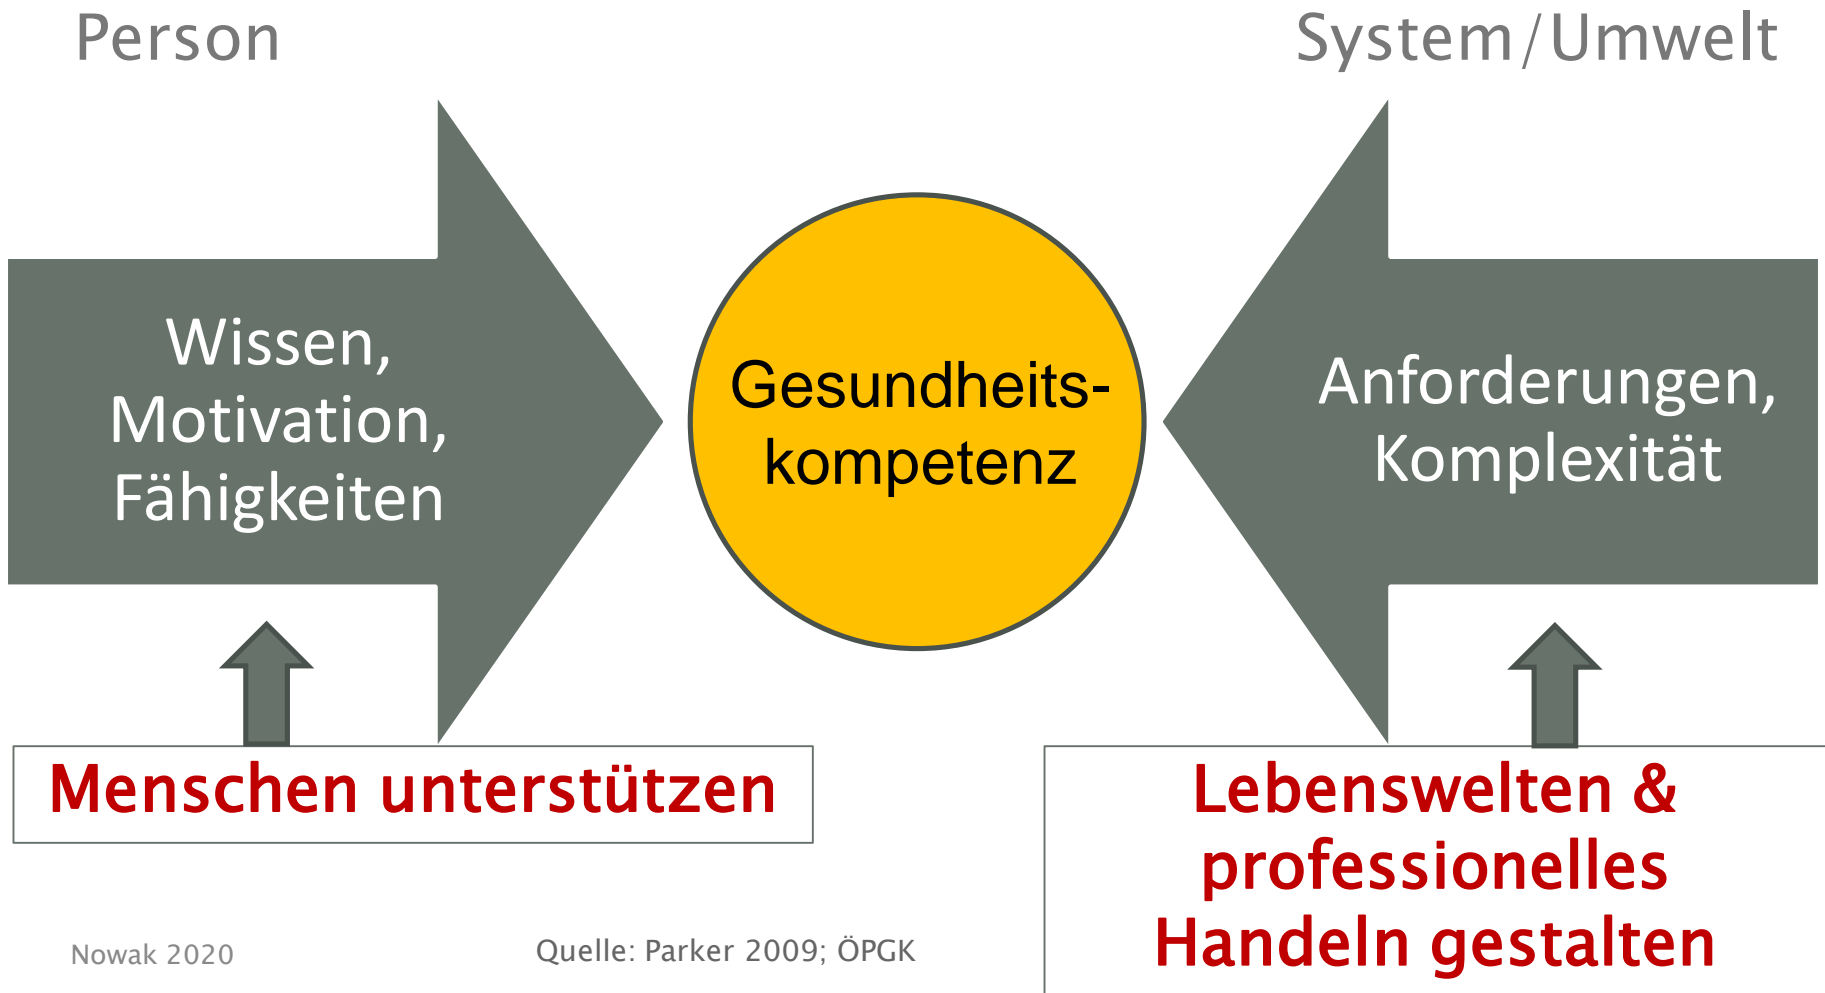 Person
System/Umwelt
Wissen,
Motivation,
Fähigkeiten
Gesundheits-
kompetenz
Anforderungen,
Komplexität
Menschen unterstützen
Lebenswelten &
professionelles
Handeln gestalten
Nowak 2020
Quelle: Parker 2009; ÖPGK